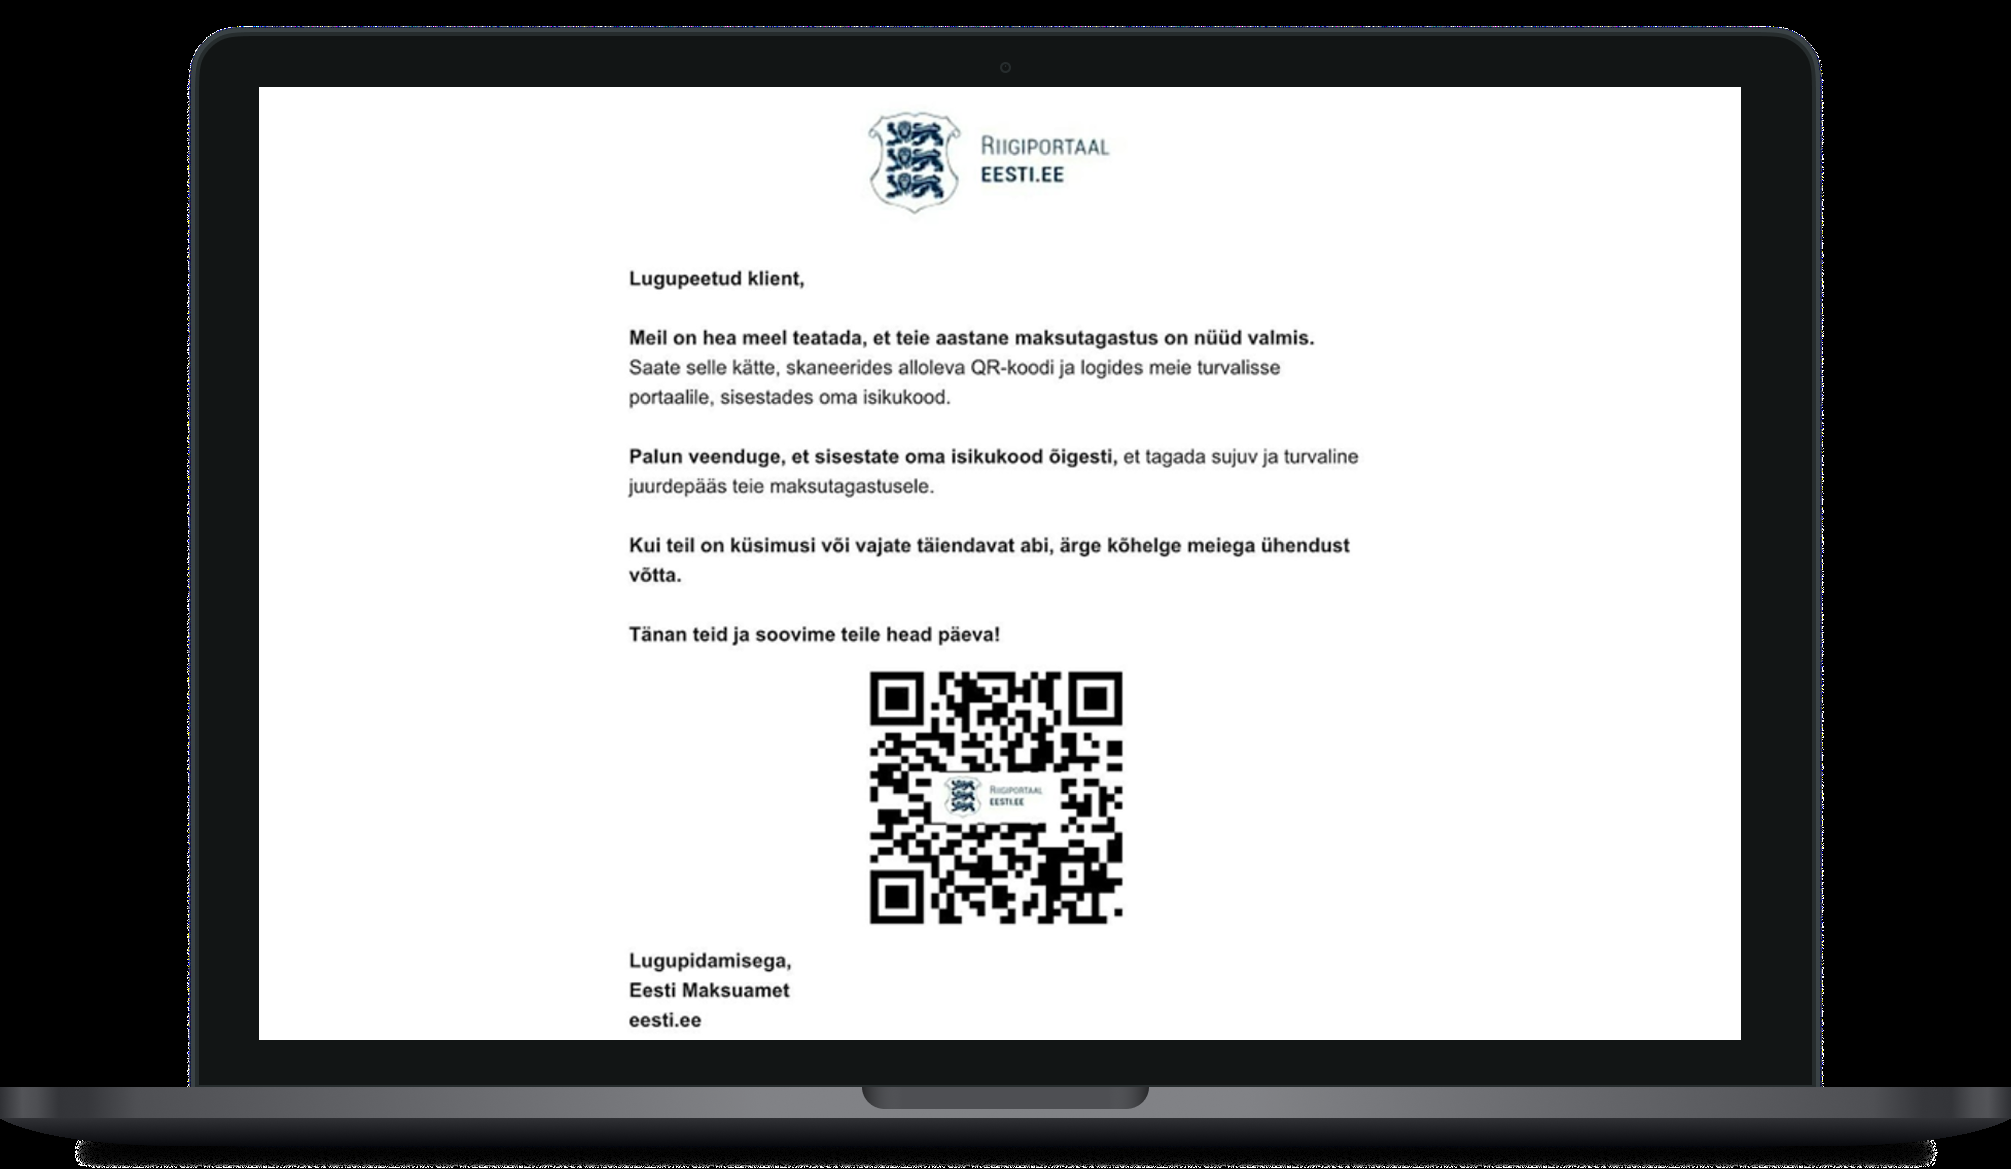 RIIGIPORTAAL
EESTI.EE
Lugupeetud klient,
Meil on hea meel teatada, et teie aastane maksutagastus on nüüd valmis.
Saate selle kätte, skaneerides alloleva QR-koodi ja logides meie turvalisse
portaalile, sisestades oma isikukood.
Palun veenduge, et sisestate oma isikukood õigesti, et tagada sujuv ja turvaline
juurdepääs teie maksutagastusele.
Kui teil on küsimusi või vajate täiendavat abi, ärge kõhelge meiega ühendust
võtta.
Tänan teid ja soovime teile head päeva!
RIIGIPORTAAL
EESTI.EE
Lugupidamisega,
Eesti Maksuamet
eesti.ee